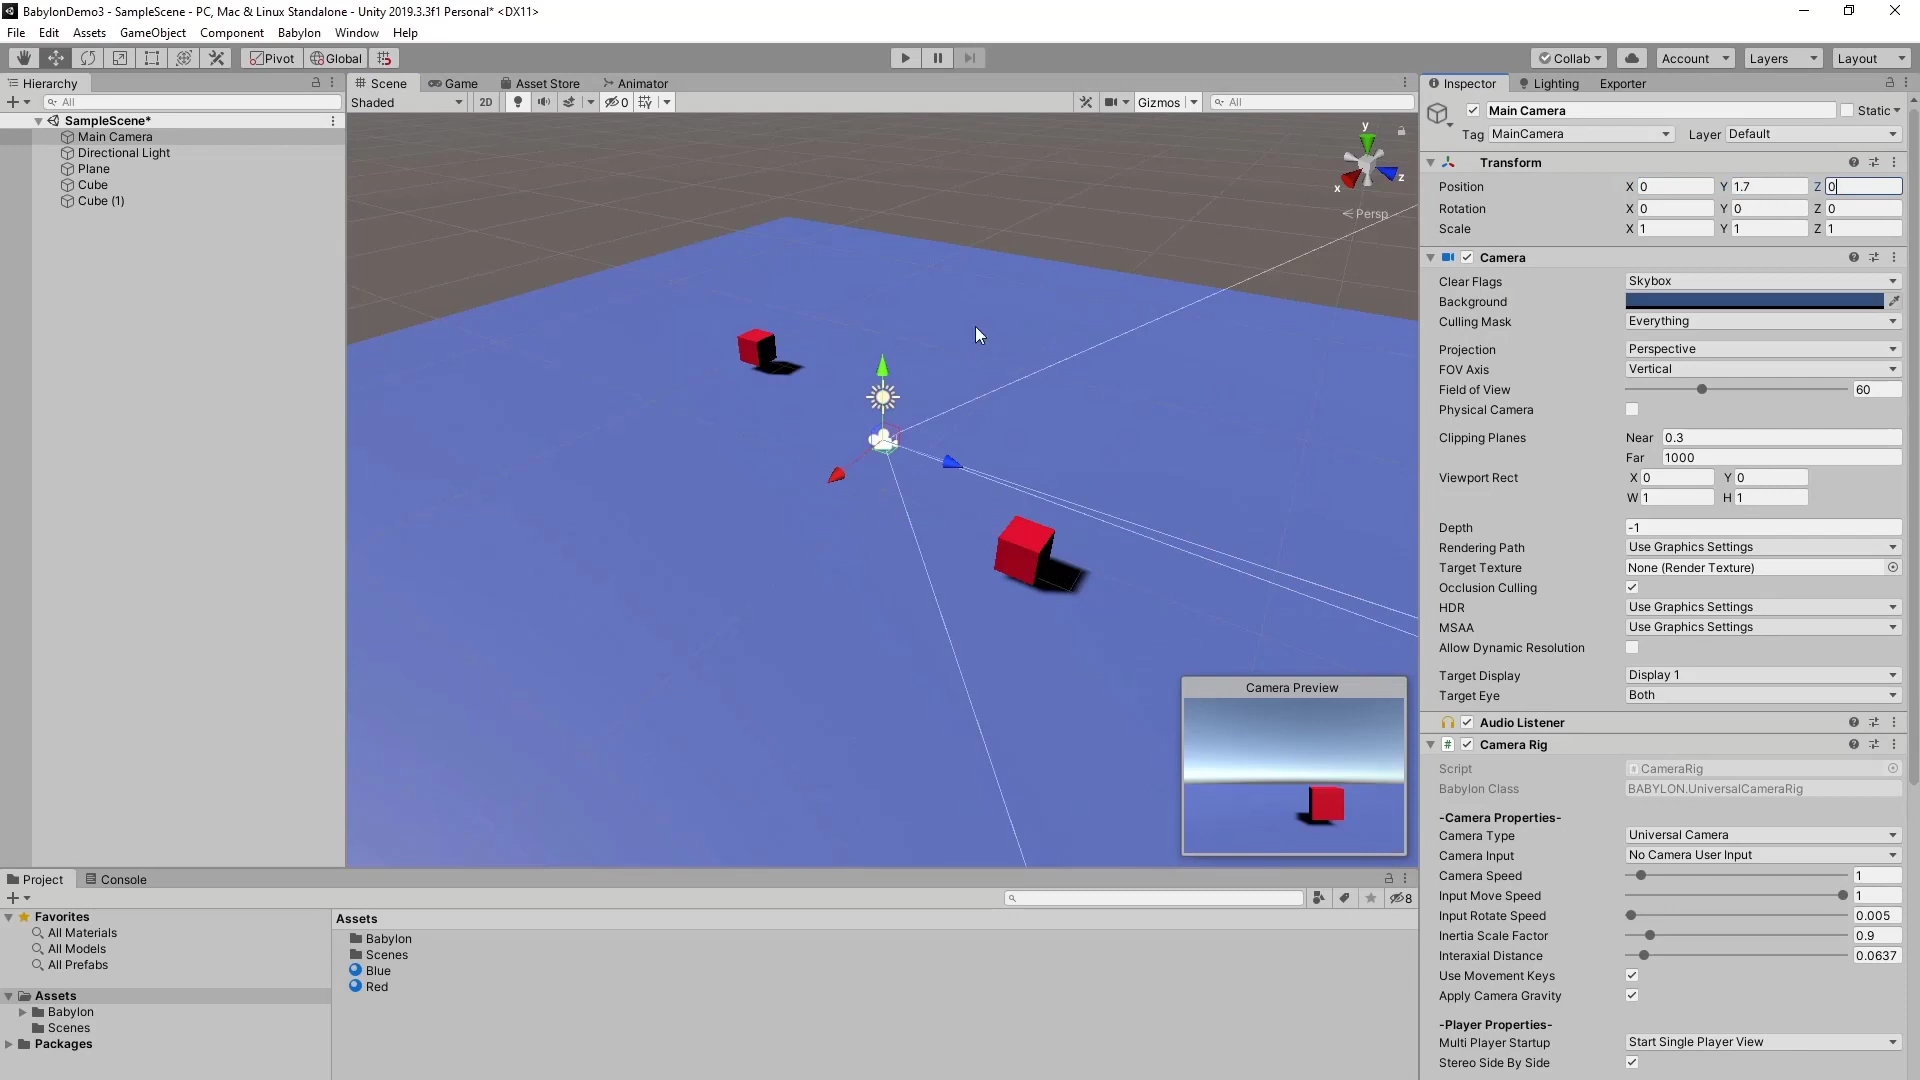 BabylonDemo3 - SampleScene - PC, Mac & Linux Standalone - Unity 2019.3.3f1 Personal* <DX11>
File Edit Assets GameObject Component Babylon Window Help
Pivot Global Collab Account Layers Layout
Hierarchy
All
SampleScene*
Main Camera
Directional Light
Plane
Cube
Cube (1)
Scene Game Asset Store Animator
Shaded 2D 0 Gizmos All
y
x z
Persp
Camera Preview
Inspector Lighting Exporter
Main Camera Static
Tag MainCamera Layer Default
Transform
Position X 0 Y 1.7 Z 0
Rotation X 0 Y 0 Z 0
Scale X 1 Y 1 Z 1
Camera
Clear Flags Skybox
Background
Culling Mask Everything
Projection Perspective
FOV Axis Vertical
Field of View 60
Physical Camera
Clipping Planes Near 0.3
Far 1000
Viewport Rect X 0 Y 0
W 1 H 1
Depth -1
Rendering Path Use Graphics Settings
Target Texture None (Render Texture)
Occlusion Culling
HDR Use Graphics Settings
MSAA Use Graphics Settings
Allow Dynamic Resolution
Target Display Display 1
Target Eye Both
Audio Listener
# Camera Rig
Script CameraRig
Babylon Class BABYLON.UniversalCameraRig
-Camera Properties-
Camera Type Universal Camera
Camera Input No Camera User Input
Camera Speed 1
Input Move Speed 1
Input Rotate Speed 0.005
Inertia Scale Factor 0.9
Interaxial Distance 0.0637
Use Movement Keys
Apply Camera Gravity
-Player Properties-
Multi Player Startup Start Single Player View
Stereo Side By Side
Project Console
8
Favorites
All Materials
All Models
All Prefabs
Assets
Babylon
Scenes
Packages
Assets
Babylon
Scenes
Blue
Red